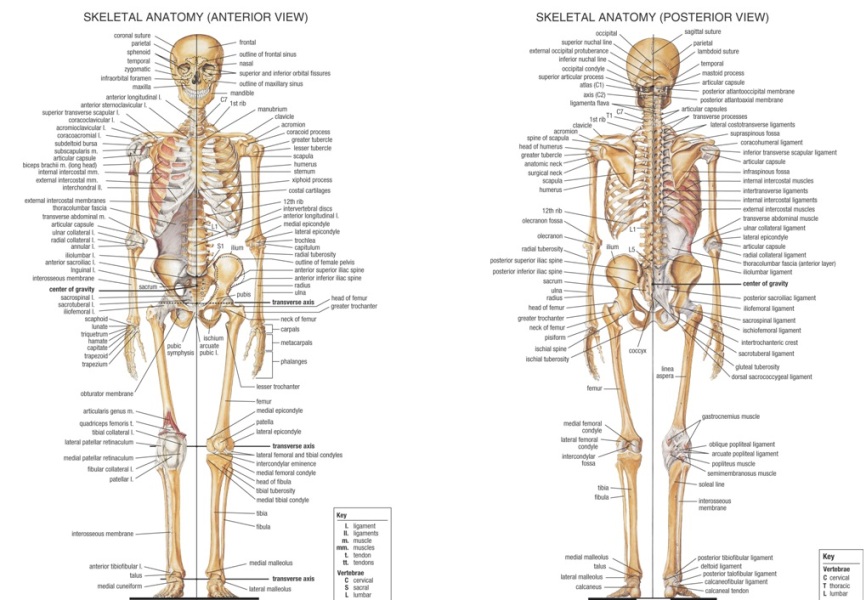 SKELETAL ANATOMY (ANTERIOR VIEW)
coronal suture
parietal
sphenoid
temporal
zygomatic
infraorbital foramen
maxilla
anterior longitudinal l.
anterior sternoclavicular l.
superior transverse scapular l.
coracoclavicular l.
acromioclavicular l.
coracoacromial l.
subdeltoid bursa
subscapularis m.
articular capsule
biceps brachii m. (long head)
internal intercostal mm.
external intercostal mm.
interchondral ll.
external intercostal membranes
thoracolumbar fascia
transverse abdominal m.
articular capsule
ulnar collateral l.
radial collateral l.
annular l.
iliolumbar l.
anterior sacroiliac l.
Inguinal l.
interosseous membrane
center of gravity
sacrospinal l.
sacrotuberal l.
iliofemoral l.
scaphoid
lunate
triquetrum
hamate
capitate
trapezoid
trapezium
obturator membrane
articularis genus m.
quadriceps femoris t.
tibial collateral l.
lateral patellar retinaculum
medial patellar retinaculum
fibular collateral l.
patellar l.
interosseous membrane
anterior tibiofibular l.
talus
medial cuneiform
frontal
outline of frontal sinus
nasal
superior and inferior orbital fissures
outline of maxillary sinus
mandible
C7
1st rib
manubrium
clavicle
acromion
coracoid process
greater tubercle
lesser tubercle
scapula
humerus
sternum
xiphoid process
costal cartilages
12th rib
intervertebral discs
anterior longitudinal l.
medial epicondyle
L1
lateral epicondyle
trochlea
S1
ilium
capitulum
radial tuberosity
outline of female pelvis
anterior superior iliac spine
anterior inferior iliac spine
radius
ulna
sacrum
pubis
transverse axis
head of femur
greater trochanter
neck of femur
carpals
metacarpals
phalanges
pubic
symphysis
ischium
arcuate
pubic l.
lesser trochanter
femur
medial epicondyle
patella
lateral epicondyle
transverse axis
lateral femoral and tibial condyles
intercondylar eminence
medial femoral condyle
head of fibula
tibial tuberosity
medial tibial condyle
tibia
fibula
medial malleolus
transverse axis
lateral malleolus
Key
l. ligament
ll. ligaments
m. muscle
mm. muscles
t. tendon
tt. tendons
Vertebrae
C cervical
S sacral
L lumbar
SKELETAL ANATOMY (POSTERIOR VIEW)
occipital
superior nuchal line
external occipital protuberance
inferior nuchal line
occipital condyle
superior articular process
atlas (C1)
axis (C2)
ligamenta flava
C7
T1
1st rib
clavicle
acromion
spine of scapula
head of humerus
greater tubercle
anatomic neck
surgical neck
scapula
humerus
12th rib
olecranon fossa
L1
olecranon
ilium
L5
radial tuberosity
posterior superior iliac spine
posterior inferior iliac spine
sacrum
ulna
radius
head of femur
greater trochanter
neck of femur
pisiform
ischial spine
ischial tuberosity
coccyx
linea
aspera
femur
medial femoral
condyle
lateral femoral
condyle
intercondylar
fossa
tibia
fibula
medial malleolus
talus
lateral malleolus
calcaneus
sagittal suture
parietal
lambdoid suture
temporal
mastoid process
articular capsule
posterior atlantooccipital membrane
posterior atlantoaxial membrane
articular capsules
transverse processes
lateral costotransverse ligaments
supraspinous fossa
coracohumeral ligament
inferior transverse scapular ligament
articular capsule
infraspinous fossa
internal intercostal muscles
intertransverse ligaments
internal intercostal ligaments
external intercostal muscles
transverse abdominal muscle
ulnar collateral ligament
lateral epicondyle
articular capsule
radial collateral ligament
thoracolumbar fascia (anterior layer)
iliolumbar ligament
center of gravity
posterior sacroiliac ligament
iliofemoral ligament
sacrospinal ligament
ischiofemoral ligament
intertrochanteric crest
sacrotuberal ligament
gluteal tuberosity
dorsal sacrococcygeal ligament
gastrocnemius muscle
oblique popliteal ligament
arcuate popliteal ligament
popliteus muscle
semimembranosus muscle
soleal line
interosseous
membrane
posterior tibiofibular ligament
deltoid ligament
posterior talofibular ligament
calcaneofibular ligament
calcaneal tendon
Key
Vertebrae
C cervical
T thoracic
L lumbar